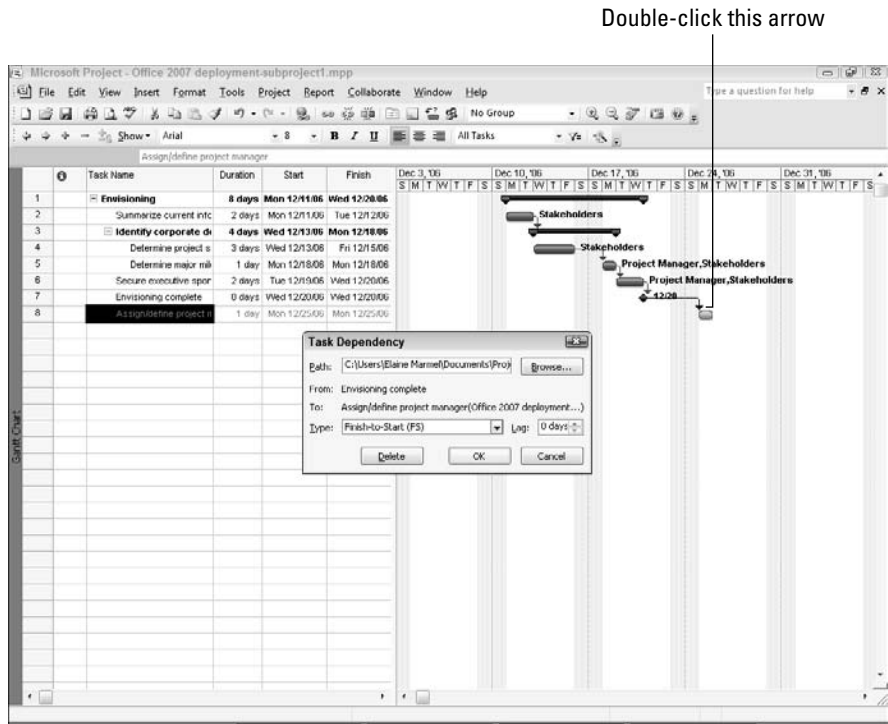 Double-click this arrow
Microsoft Project - Office 2007 deployment-subproject1.mpp
File Edit View Insert Format Tools Project Report Collaborate Window Help Type a question for help
No Group
Show Arial 8 B I U All Tasks
Assign/define project manager
Task Name Duration Start Finish Dec 3, '06 Dec 10, '06 Dec 17, '06 Dec 24, '06 Dec 31, '06
S M T W T F S S M T W T F S S M T W T F S S M T W T F S S M T W T F S
1 Envisioning 8 days Mon 12/11/06 Wed 12/20/06
2 Summarize current infc 2 days Mon 12/11/06 Tue 12/12/06 Stakeholders
3 Identify corporate de 4 days Wed 12/13/06 Mon 12/18/06
4 Determine project s 3 days Wed 12/13/06 Fri 12/15/06 Stakeholders
5 Determine major mil 1 day Mon 12/18/06 Mon 12/18/06 Project Manager,Stakeholders
6 Secure executive spor 2 days Tue 12/19/06 Wed 12/20/06 Project Manager,Stakeholders
7 Envisioning complete 0 days Wed 12/20/06 Wed 12/20/06 12/20
8 Assign/define project m 1 day Mon 12/25/06 Mon 12/25/06
Task Dependency
Path: C:\Users\Elaine Marmel\Documents\Proj Browse...
From: Envisioning complete
To: Assign/define project manager(Office 2007 deployment...)
Type: Finish-to-Start (FS) Lag: 0 days
Delete OK Cancel
Gantt Chart